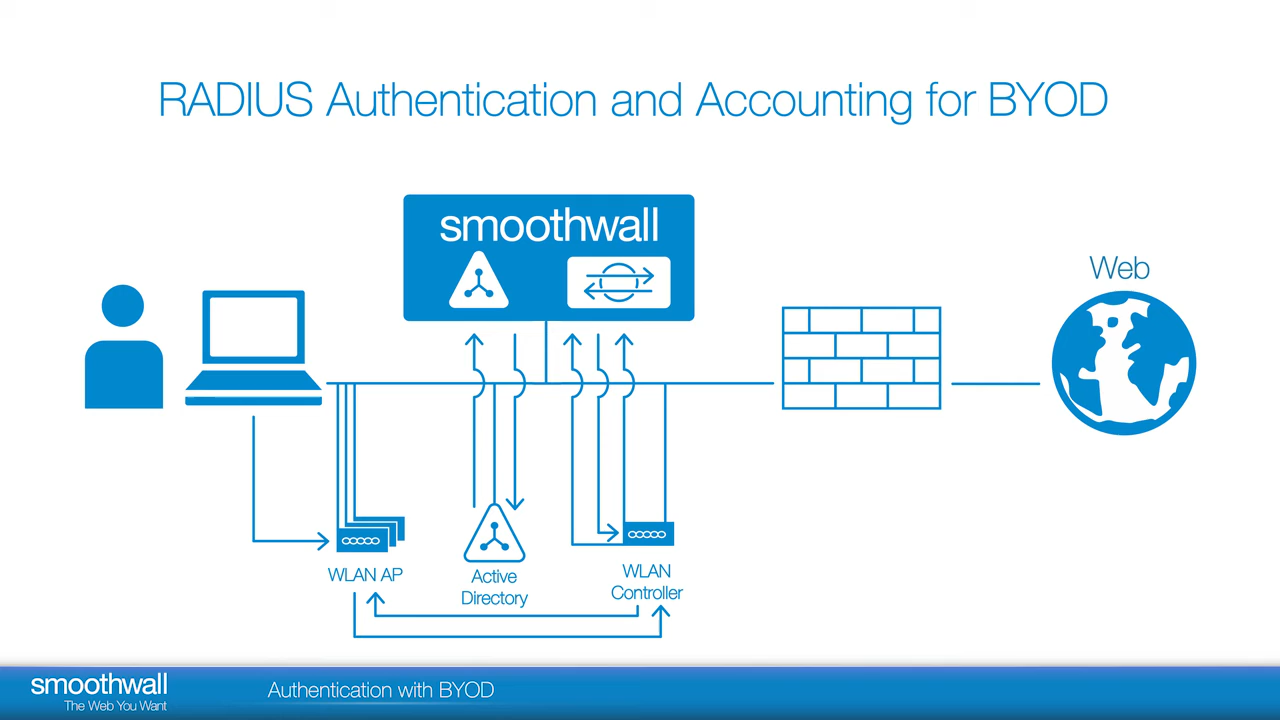 RADIUS Authentication and Accounting for BYOD
smoothwall
Web
WLAN AP
Active
Directory
WLAN
Controller
smoothwall
The Web You Want
Authentication with BYOD